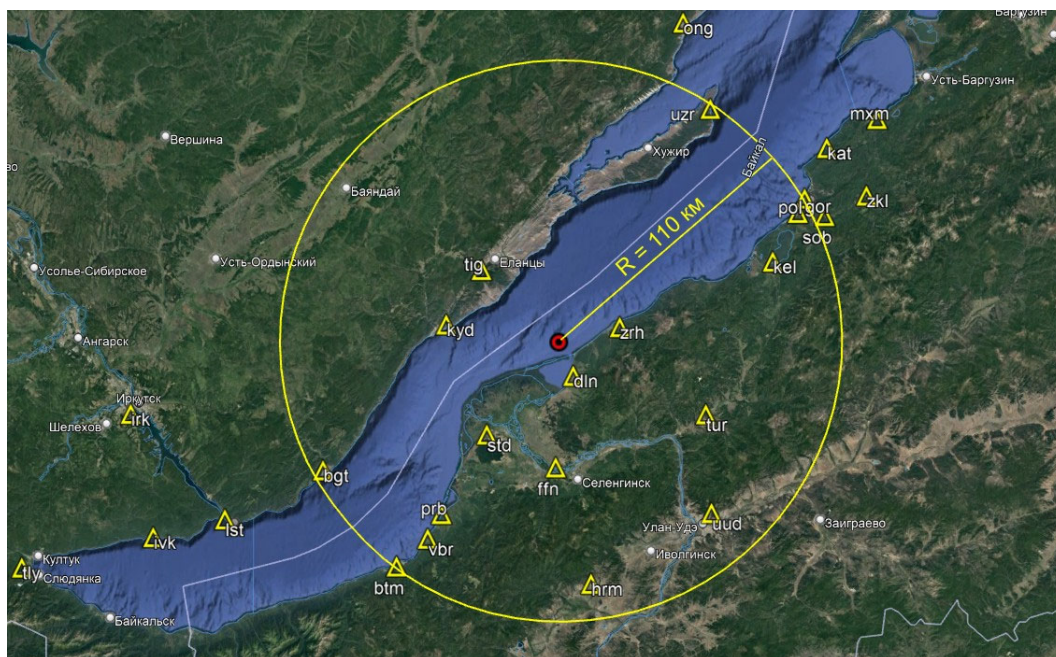 Баргузин
ong
Усть-Баргузин
uzr
mxm
Вершина
во
Хужир
Байкал
kat
Баяндай
zkl
pol
gor
sob
R = 110 км
Усть-Ордынский
Еланцы
tig
kel
Усолье-Сибирское
kyd
zrh
Ангарск
dln
Иркутск
irk
Шелехов
tur
std
bgt
ffn
Селенгинск
prb
lst
uud
Улан-Удэ
Заиграево
ivk
vbr
Иволгинск
Култук
tly
Слюдянка
btm
hrm
Байкальск